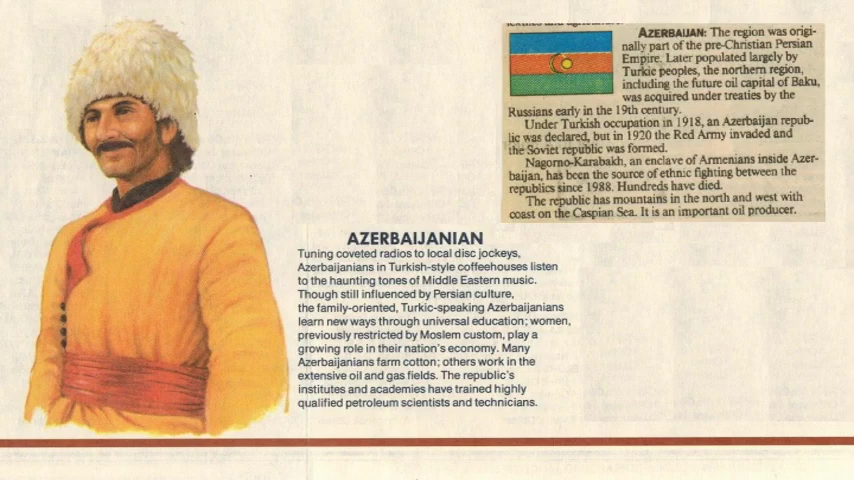 AZERBAIJAN: The region was origi-
nally part of the pre-Christian Persian
Empire. Later populated largely by
Turkic peoples, the northern region,
including the future oil capital of Baku,
was acquired under treaties by the
Russians early in the 19th century.
Under Turkish occupation in 1918, an Azerbaijan repub-
lic was declared, but in 1920 the Red Army invaded and
the Soviet republic was formed.
Nagorno-Karabakh, an enclave of Armenians inside Azer-
baijan, has been the source of ethnic fighting between the
republics since 1988. Hundreds have died.
The republic has mountains in the north and west with
coast on the Caspian Sea. It is an important oil producer.
AZERBAIJANIAN
Tuning coveted radios to local disc jockeys,
Azerbaijanians in Turkish-style coffeehouses listen
to the haunting tones of Middle Eastern music.
Though still influenced by Persian culture,
the family-oriented, Turkic-speaking Azerbaijanians
learn new ways through universal education; women,
previously restricted by Moslem custom, play a
growing role in their nation's economy. Many
Azerbaijanians farm cotton; others work in the
extensive oil and gas fields. The republic's
institutes and academies have trained highly
qualified petroleum scientists and technicians.